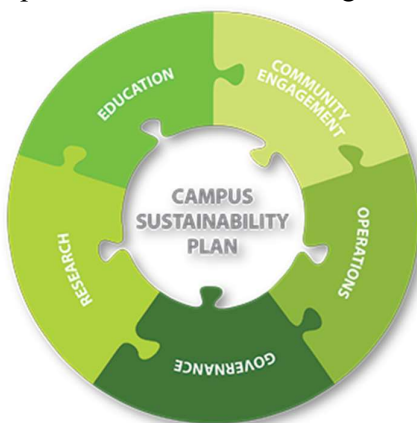 EDUCATION
COMMUNITY
ENGAGEMENT
CAMPUS
SUSTAINABILITY
PLAN
RESEARCH
OPERATIONS
GOVERNANCE